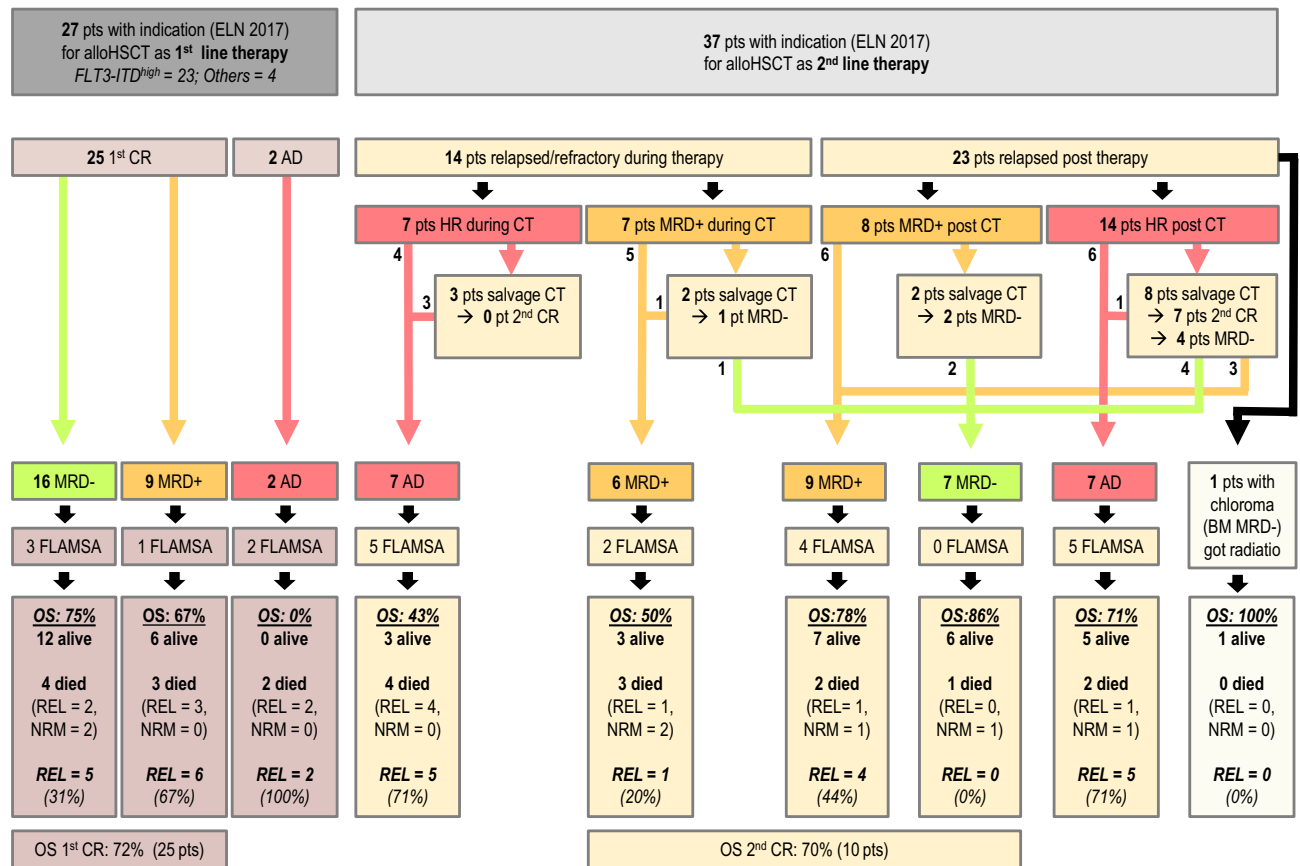 27 pts with indication (ELN 2017)
for alloHSCT as 1st line therapy
FLT3-ITDhigh = 23; Others = 4
37 pts with indication (ELN 2017)
for alloHSCT as 2nd line therapy
25 1st CR
2 AD
14 pts relapsed/refractory during therapy
23 pts relapsed post therapy
7 pts HR during CT
7 pts MRD+ during CT
8 pts MRD+ post CT
14 pts HR post CT
4
5
6
6
3 pts salvage CT
→ 0 pt 2nd CR
3
2 pts salvage CT
→ 1 pt MRD-
1
2 pts salvage CT
→ 2 pts MRD-
8 pts salvage CT
→ 7 pts 2nd CR
→ 4 pts MRD-
1
1
2
4
3
16 MRD-
9 MRD+
2 AD
7 AD
6 MRD+
9 MRD+
7 MRD-
7 AD
1 pts with
chloroma
(BM MRD-)
got radiatio
3 FLAMSA
1 FLAMSA
2 FLAMSA
5 FLAMSA
2 FLAMSA
4 FLAMSA
0 FLAMSA
5 FLAMSA
OS: 75%
12 alive
4 died
(REL = 2,
NRM = 2)
REL = 5
(31%)
OS: 67%
6 alive
3 died
(REL = 3,
NRM = 0)
REL = 6
(67%)
OS: 0%
0 alive
2 died
(REL = 2,
NRM = 0)
REL = 2
(100%)
OS: 43%
3 alive
4 died
(REL = 4,
NRM = 0)
REL = 5
(71%)
OS: 50%
3 alive
3 died
(REL = 1,
NRM = 2)
REL = 1
(20%)
OS:78%
7 alive
2 died
(REL= 1,
NRM = 1)
REL = 4
(44%)
OS:86%
6 alive
1 died
(REL= 0,
NRM = 1)
REL = 0
(0%)
OS: 71%
5 alive
2 died
(REL = 1,
NRM = 1)
REL = 5
(71%)
OS: 100%
1 alive
0 died
(REL = 0,
NRM = 0)
REL = 0
(0%)
OS 1st CR: 72% (25 pts)
OS 2nd CR: 70% (10 pts)